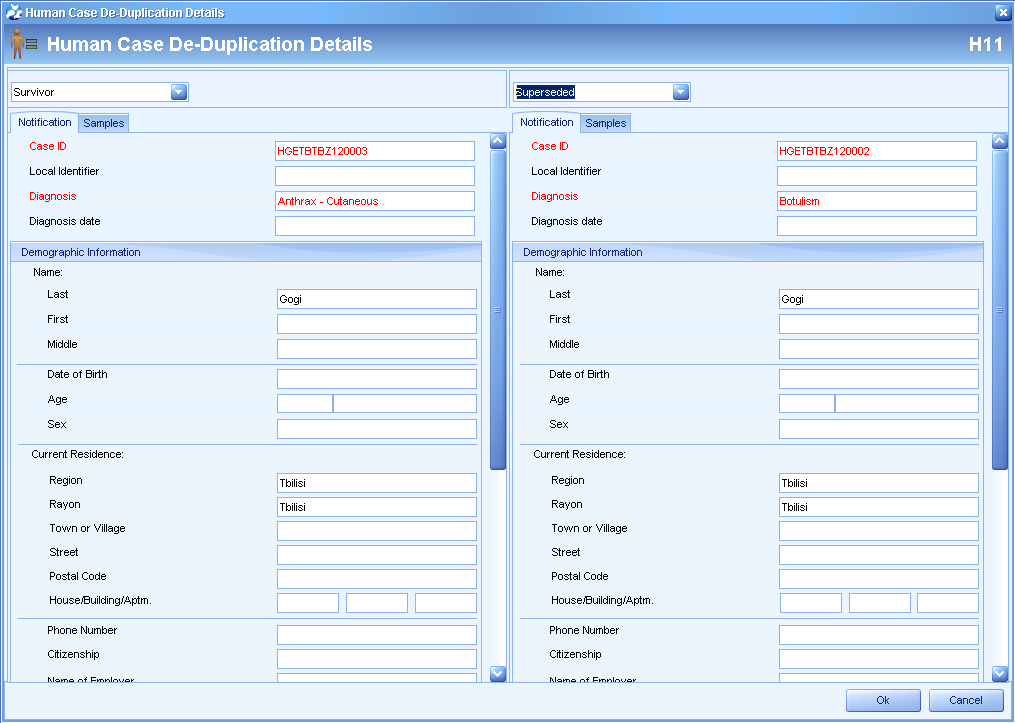 Human Case De-Duplication Details
Human Case De-Duplication Details
H11
Survivor
Notification
Samples
Case ID
HGETBTBZ120003
Local Identifier
Diagnosis
Anthrax - Cutaneous
Diagnosis date
Demographic Information
Name:
Last
Gogi
First
Middle
Date of Birth
Age
Sex
Current Residence:
Region
Tbilisi
Rayon
Tbilisi
Town or Village
Street
Postal Code
House/Building/Aptm.
Phone Number
Citizenship
Name of Employer
Superseded
Notification
Samples
Case ID
HGETBTBZ120002
Local Identifier
Diagnosis
Botulism
Diagnosis date
Demographic Information
Name:
Last
Gogi
First
Middle
Date of Birth
Age
Sex
Current Residence:
Region
Tbilisi
Rayon
Tbilisi
Town or Village
Street
Postal Code
House/Building/Aptm.
Phone Number
Citizenship
Name of Employer
Ok
Cancel